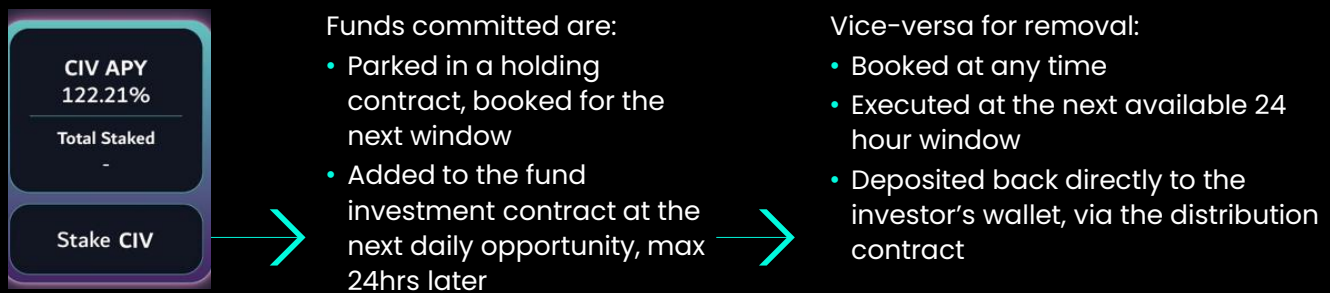 CIV APY
122.21%
Total Staked
-
Stake CIV
Funds committed are:
• Parked in a holding
contract, booked for the
next window
• Added to the fund
investment contract at the
next daily opportunity, max
24hrs later
Vice-versa for removal:
• Booked at any time
• Executed at the next available 24
hour window
• Deposited back directly to the
investor’s wallet, via the distribution
contract